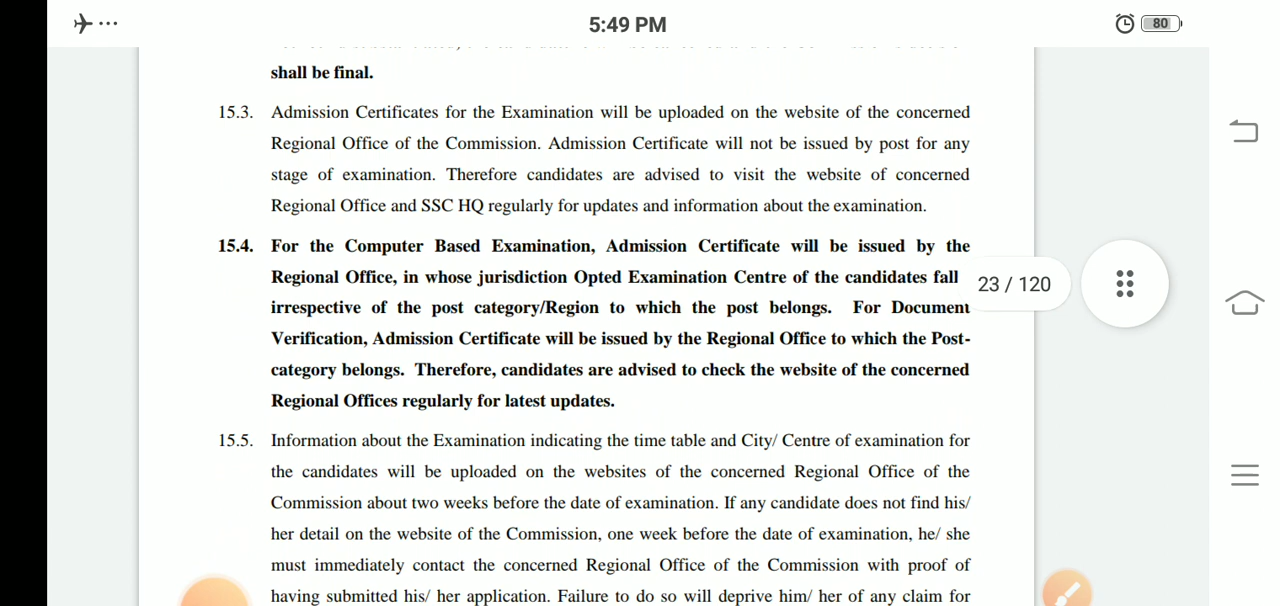 5:49 PM
80
shall be final.
15.3. Admission Certificates for the Examination will be uploaded on the website of the concerned
Regional Office of the Commission. Admission Certificate will not be issued by post for any
stage of examination. Therefore candidates are advised to visit the website of concerned
Regional Office and SSC HQ regularly for updates and information about the examination.
15.4. For the Computer Based Examination, Admission Certificate will be issued by the
Regional Office, in whose jurisdiction Opted Examination Centre of the candidates fall
irrespective of the post category/Region to which the post belongs. For Document
Verification, Admission Certificate will be issued by the Regional Office to which the Post-
category belongs. Therefore, candidates are advised to check the website of the concerned
Regional Offices regularly for latest updates.
23 / 120
15.5. Information about the Examination indicating the time table and City/ Centre of examination for
the candidates will be uploaded on the websites of the concerned Regional Office of the
Commission about two weeks before the date of examination. If any candidate does not find his/
her detail on the website of the Commission, one week before the date of examination, he/ she
must immediately contact the concerned Regional Office of the Commission with proof of
having submitted his/ her application. Failure to do so will deprive him/ her of any claim for